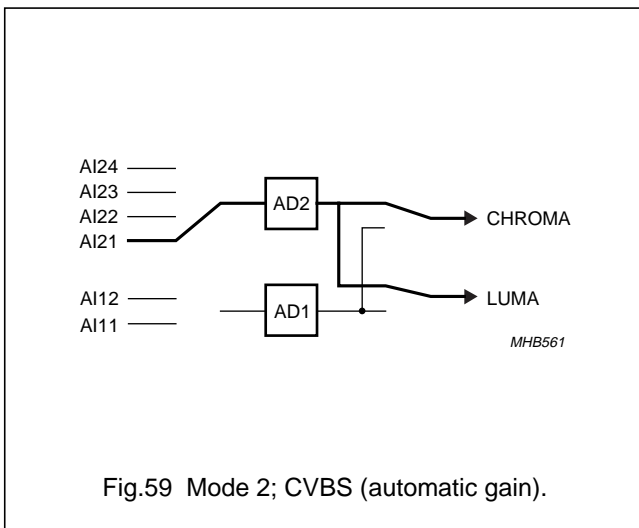 AI24
AI23
AI22
AI21
AD2
CHROMA
AI12
AI11
AD1
LUMA
MHB561
Fig.59 Mode 2; CVBS (automatic gain).